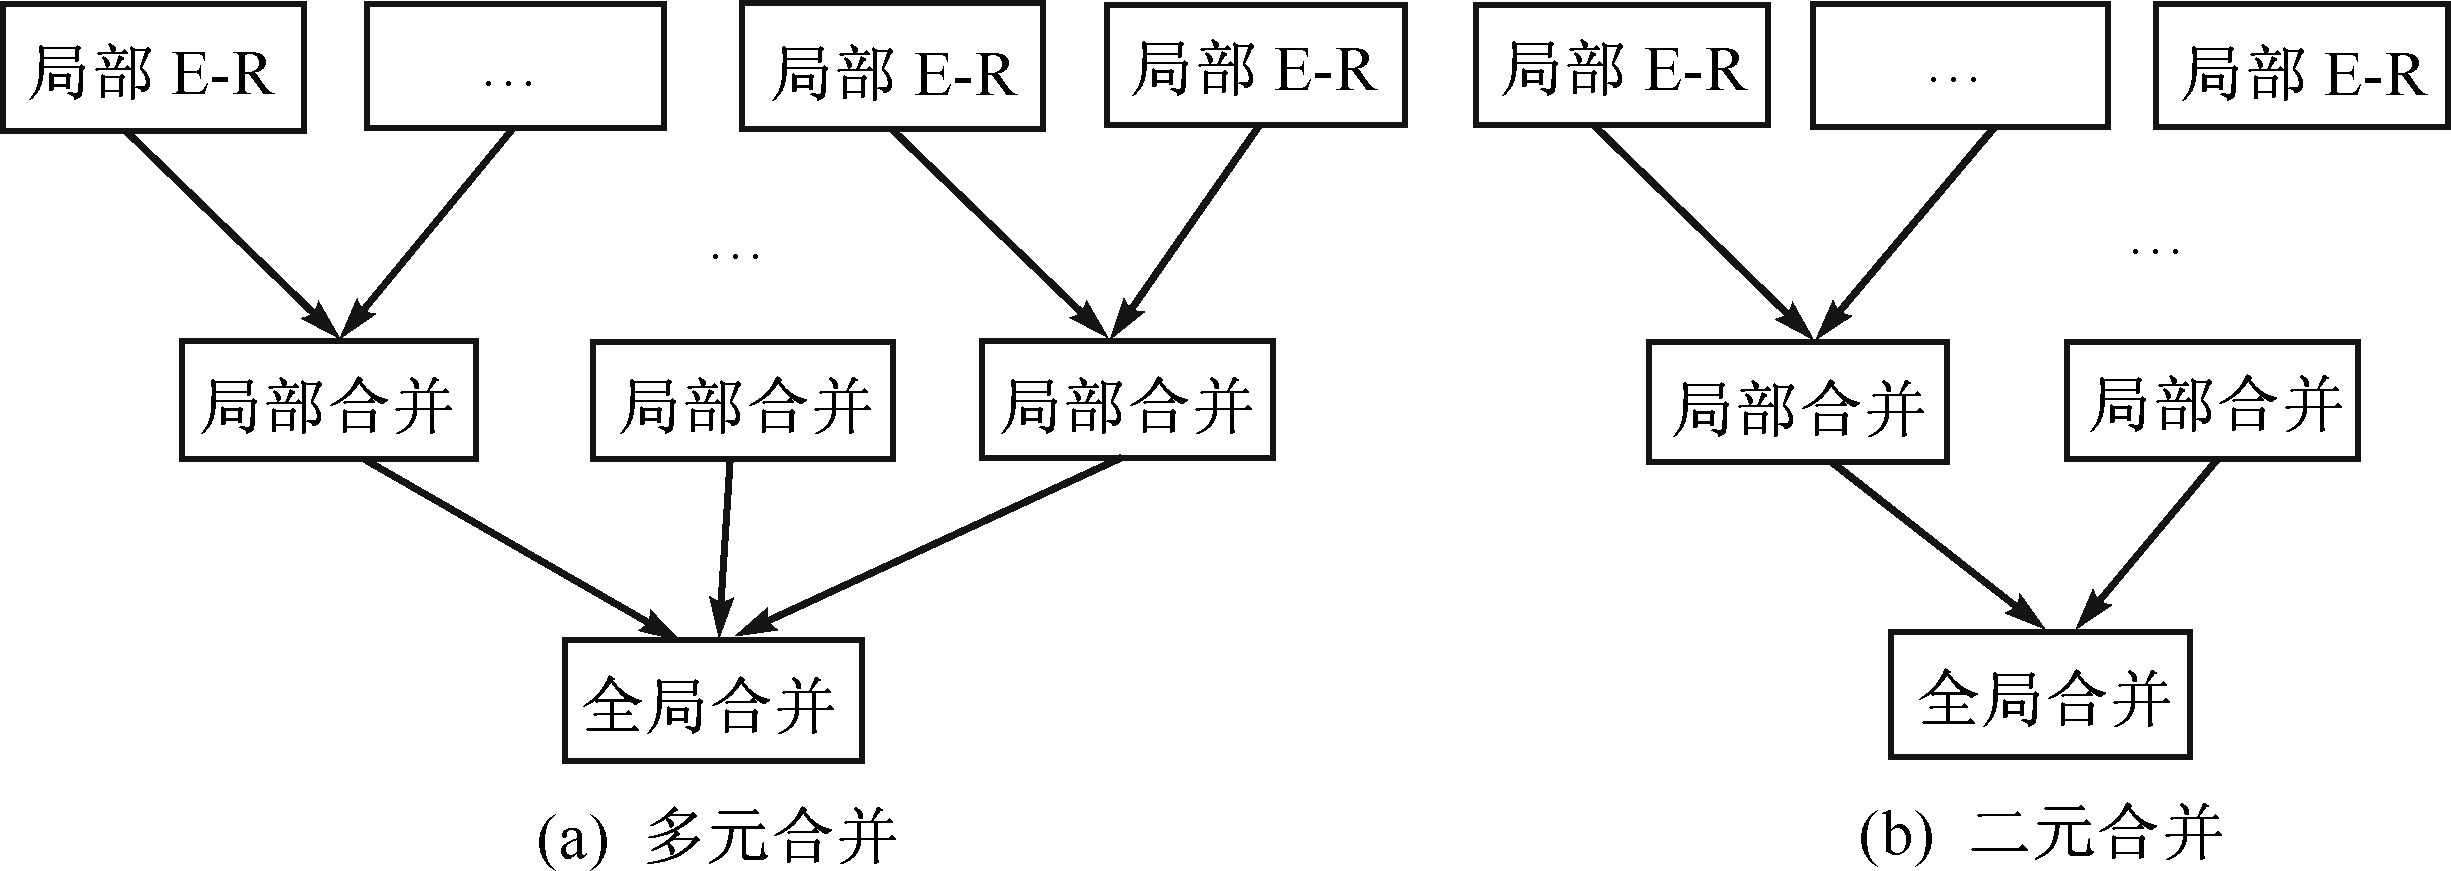 局部 E-R
…
局部 E-R
局部 E-R
局部 E-R
…
局部 E-R
…
…
局部合并
局部合并
局部合并
局部合并
局部合并
全局合并
全局合并
(a) 多元合并
(b) 二元合并